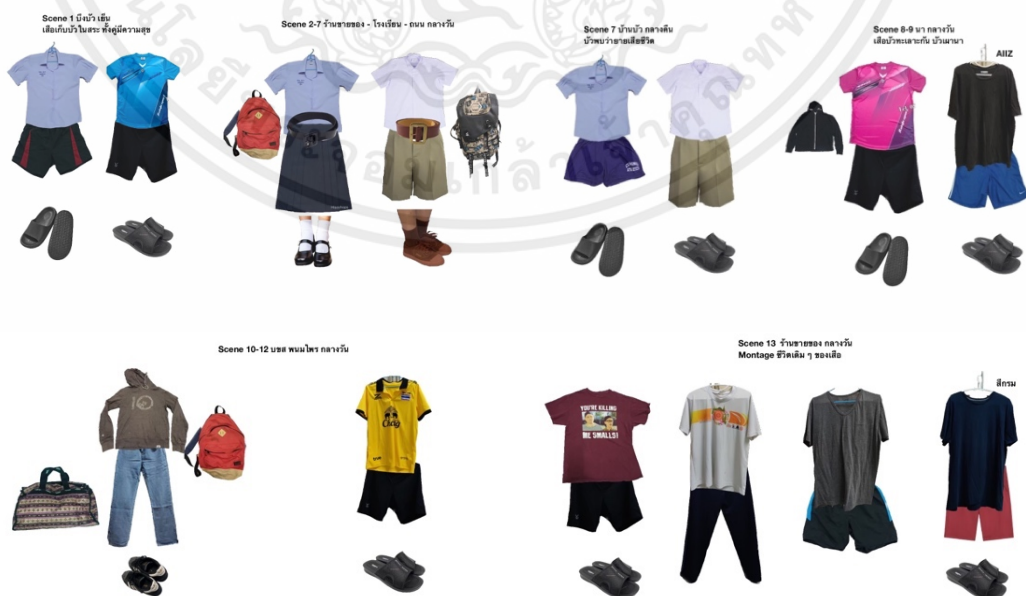 Scene 1 บึงบัว เย็น
เสือเก็บบัวในสระ ทั้งคู่มีความสุข
Scene 2-7 ร้านขายของ - โรงเรียน - ถนน กลางวัน
Scene 7 บ้านบัว กลางคืน
บัวพบว่ายายเสียชีวิต
Scene 8-9 นา กลางวัน
เสือบัวทะเลาะกัน บัวเมานา
AIIZ
Scene 10-12 บขส พนมไพร กลางวัน
Chang
Scene 13 ร้านขายของ กลางวัน
Montage ชีวิตเดิม ๆ ของเสือ
YOU'RE KILLING
ME SMALLS!
สีกรม